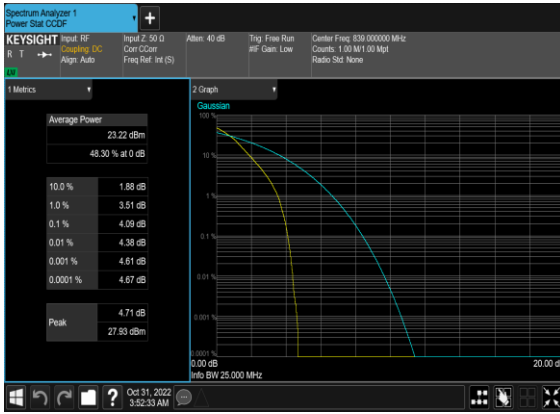 Spectrum Analyzer 1
Power Stat CCDF
+
KEYSIGHT
R T
LXI
Input: RF
Coupling: DC
Align: Auto
Input Z: 50 Ω
Corr CCorr
Freq Ref: Int (S)
Atten: 40 dB
Trig: Free Run
#IF Gain: Low
Center Freq: 839.000000 MHz
Counts: 1.00 M/1.00 Mpt
Radio Std: None
1 Metrics
Average Power
23.22 dBm
48.30 % at 0 dB
10.0 % 1.88 dB
1.0 % 3.51 dB
0.1 % 4.09 dB
0.01 % 4.38 dB
0.001 % 4.61 dB
0.0001 % 4.67 dB
Peak
4.71 dB
27.93 dBm
2 Graph
Gaussian
100 %
10 %
1 %
0.1 %
0.01 %
0.001 %
0.0001 %
0.00 dB
20.00 d
Info BW 25.000 MHz
?
Oct 31, 2022
3:52:33 AM